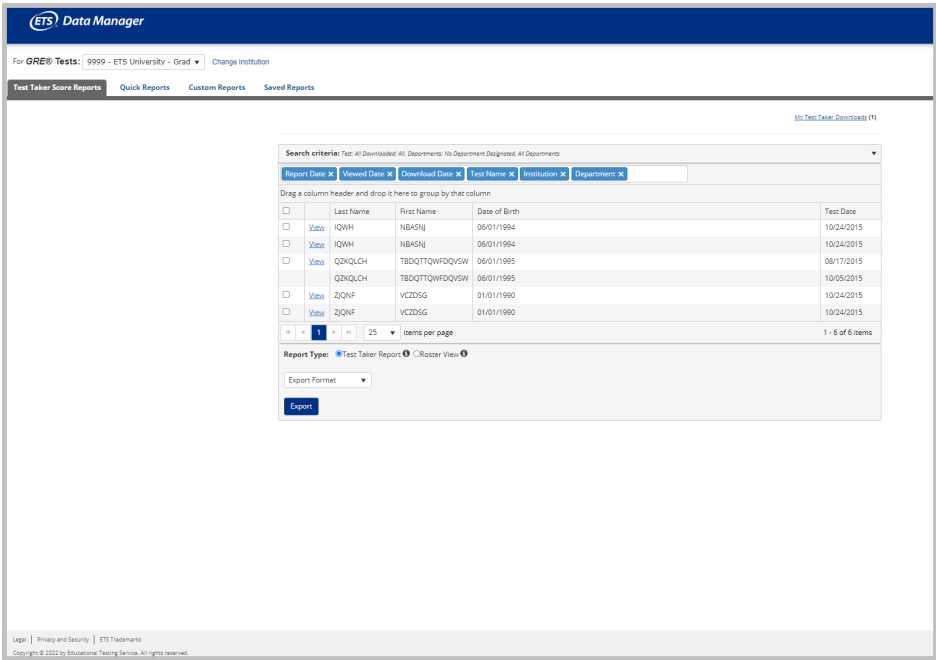 ETS Data Manager
For GRE® Tests: 9999 - ETS University - Grad Change Institution
Test Taker Score Reports Quick Reports Custom Reports Saved Reports
My Test Taker Downloads (1)
Search criteria: Test: All Downloaded: All, Departments: No Department Designated, All Departments
Report Date Viewed Date Download Date Test Name Institution Department
Drag a column header and drop it here to group by that column
Last Name First Name Date of Birth Test Date
View IQWH NBASNJ 06/01/1994 10/24/2015
View IQWH NBASNJ 06/01/1994 10/24/2015
View QZKQLCH TBDQTTQWFDQVSW 06/01/1995 08/17/2015
QZKQLCH TBDQTTQWFDQVSW 06/01/1995 10/05/2015
View ZJQNF VCZDSG 01/01/1990 10/24/2015
View ZJQNF VCZDSG 01/01/1990 10/24/2015
1 25 items per page 1 - 6 of 6 items
Report Type: Test Taker Report Roster View
Export Format
Export
Legal Privacy and Security ETS Trademarks
Copyright © 2022 by Educational Testing Service. All rights reserved.